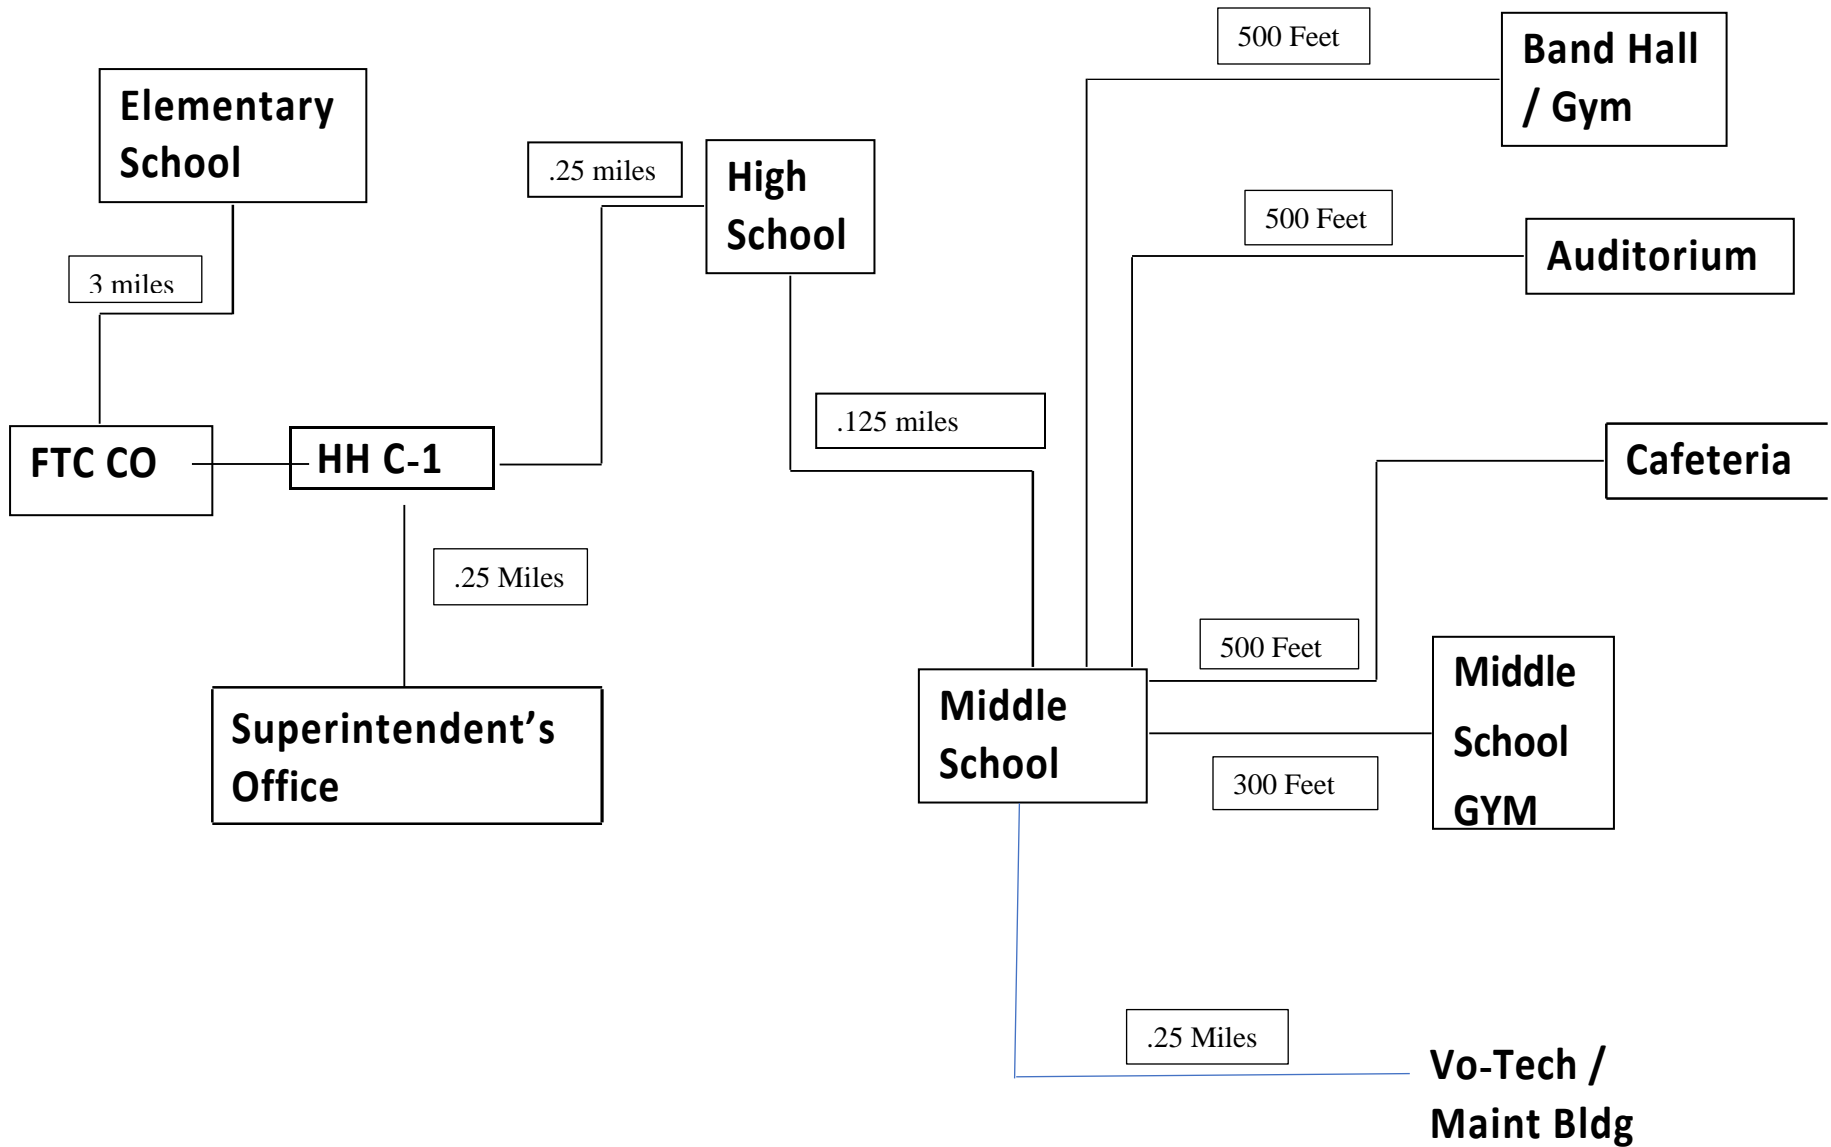 500 Feet
Band Hall
/ Gym
Elementary
School
.25 miles
High
School
500 Feet
Auditorium
3 miles
.125 miles
FTC CO
HH C-1
Cafeteria
.25 Miles
500 Feet
Middle
School
GYM
Superintendent's
Office
Middle
School
300 Feet
.25 Miles
Vo-Tech /
Maint Bldg